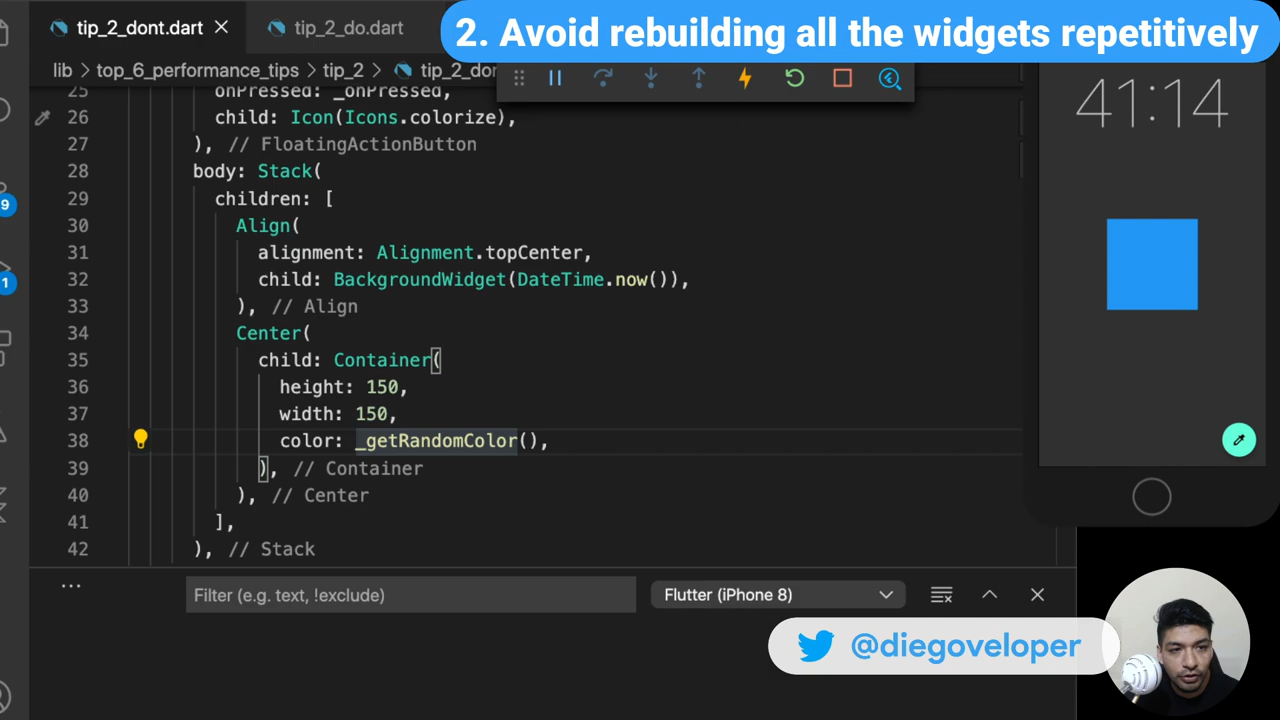 2. Avoid rebuilding all the widgets repetitively
tip_2_dont.dart
tip_2_do.dart
lib > top_6_performance_tips > tip_2 >
25 onPressed: _onPressed,
26 child: Icon(Icons.colorize),
27 ), // FloatingActionButton
28 body: Stack(
29 children: [
30 Align(
31 alignment: Alignment.topCenter,
32 child: BackgroundWidget(DateTime.now()),
33 ), // Align
34 Center(
35 child: Container(
36 height: 150,
37 width: 150,
38 color: _getRandomColor(),
39 ), // Container
40 ), // Center
41 ],
42 ), // Stack
9
1
41:14
Filter (e.g. text, !exclude)
Flutter (iPhone 8)
@diegoveloper